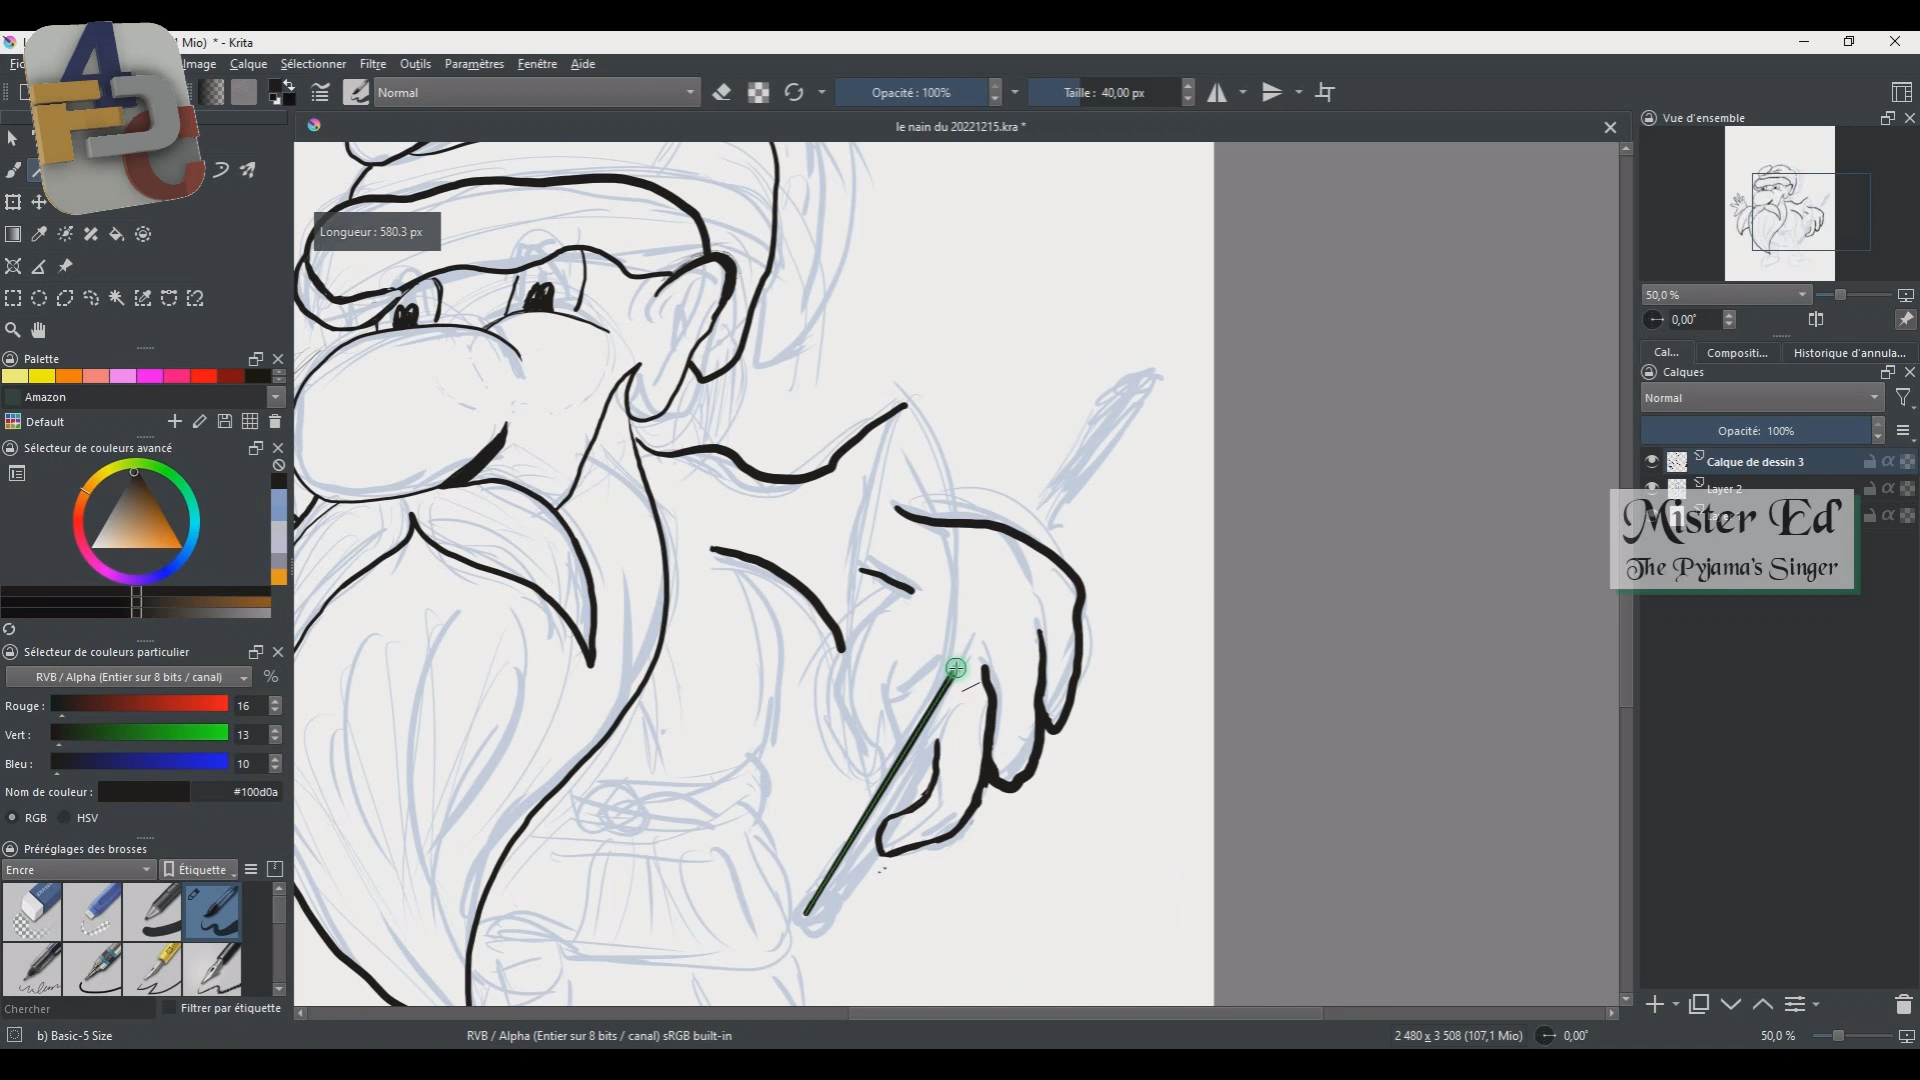 1 Mio) * - Krita
Image Calque Sélectionner Filtre Outils Paramètres Fenêtre Aide
Normal
Opacité : 100%
Taille : 40,00 px
le nain du 20221215.kra *
Vue d'ensemble
Longueur : 580.3 px
50,0 %
0,00°
Cal... Compositi... Historique d'annula...
Calques
Normal
Opacité: 100%
Calque de dessin 3
Layer 2
Mister Ed'
The Pyjama's Singer
Palette
Amazon
Default
Sélecteur de couleurs avancé
Sélecteur de couleurs particulier
RVB / Alpha (Entier sur 8 bits / canal) %
Rouge : 16
Vert : 13
Bleu : 10
Nom de couleur : #100d0a
RGB HSV
Préréglages des brosses
Encre Étiquette
Chercher Filtrer par étiquette
b) Basic-5 Size
RVB / Alpha (Entier sur 8 bits / canal) sRGB built-in
2 480 x 3 508 (107,1 Mio)
0,00°
50,0 %